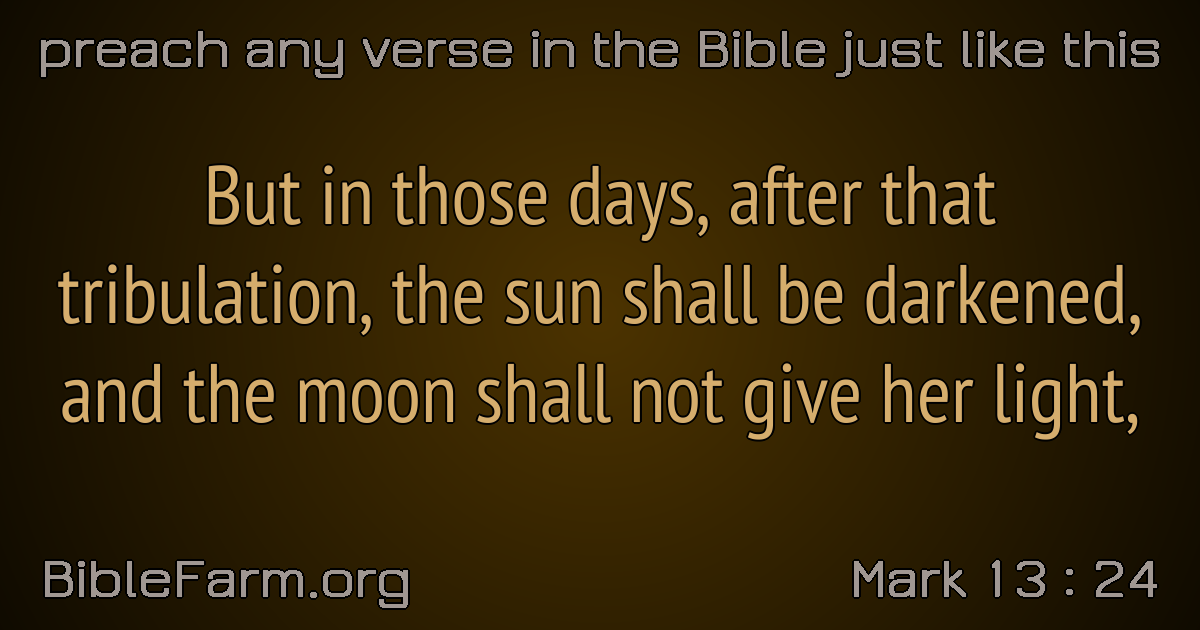 preach any verse in the Bible just like this
But in those days, after that
tribulation, the sun shall be darkened,
and the moon shall not give her light,
BibleFarm.org
Mark 13 : 24